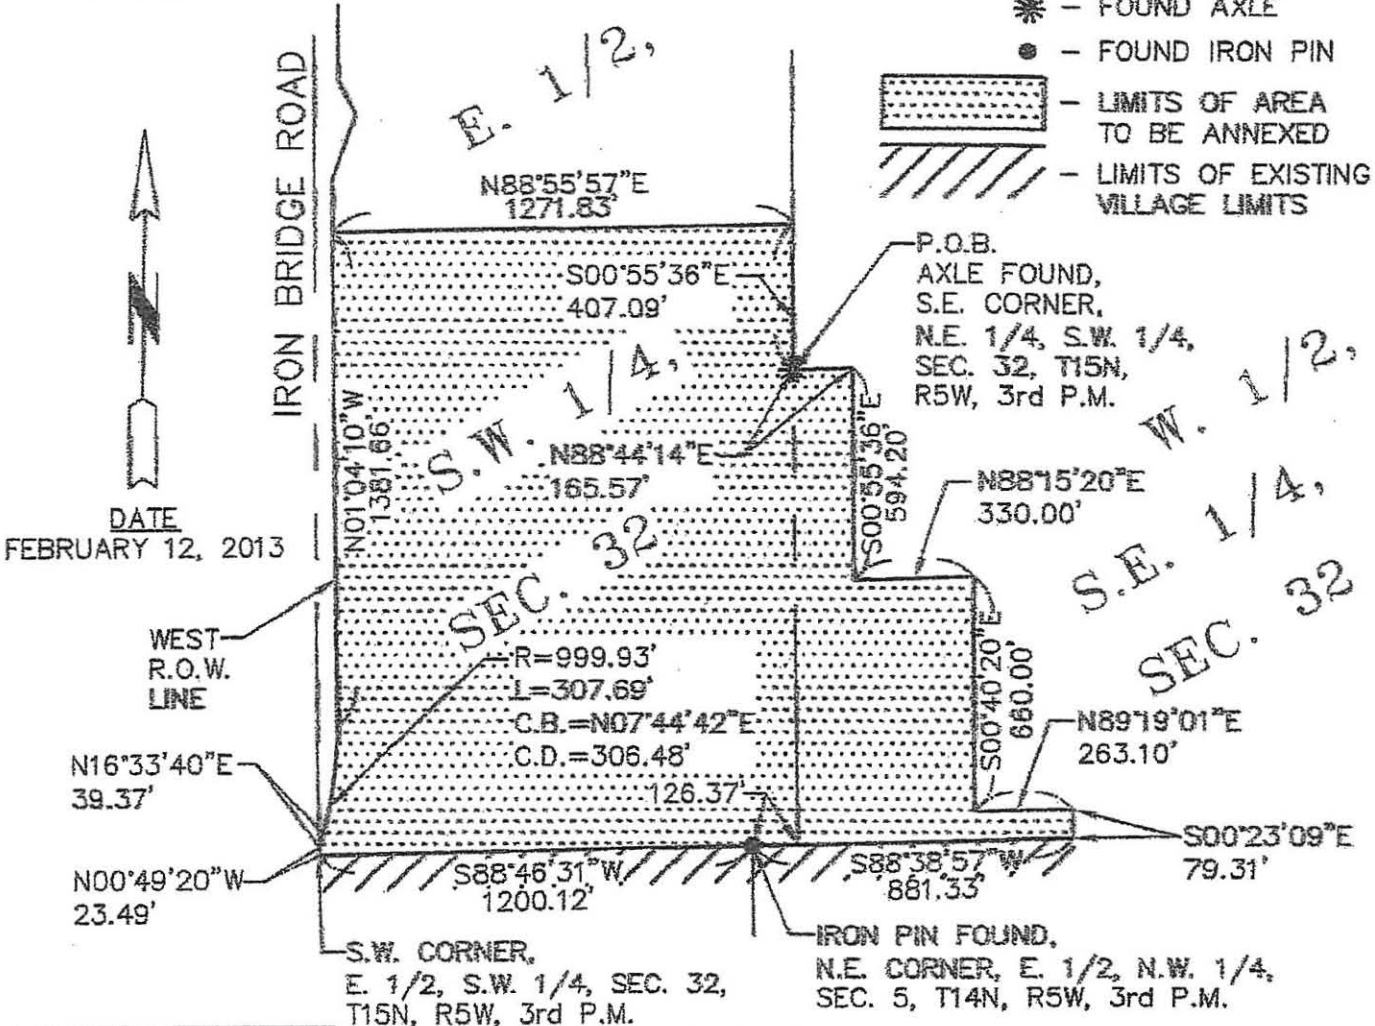 - FOUND AXLE
- FOUND IRON PIN
- LIMITS OF AREA
TO BE ANNEXED
- LIMITS OF EXISTING
VILLAGE LIMITS
E. 1/2,
IRON BRIDGE ROAD
N88°55'57"E
1271.83'
S00°55'36"E
407.09'
P.O.B.
AXLE FOUND,
S.E. CORNER,
N.E. 1/4, S.W. 1/4,
SEC. 32, T15N,
R5W, 3rd P.M.
N
DATE
FEBRUARY 12, 2013
N01°04'10"W
1381.66'
S.W. 1/4,
SEC. 32
N88°44'14"E
165.57'
S00°55'36"E
594.20'
W. 1/2,
S.E. 1/4,
SEC. 32
N88°15'20"E
330.00'
WEST
R.O.W.
LINE
R=999.93'
L=307.69'
C.B.=N07°44'42"E
C.D.=306.48'
126.37'
S00°40'20"E
660.00'
N89°19'01"E
263.10'
N16°33'40"E
39.37'
N00°49'20"W
23.49'
S88°46'31"W
1200.12'
S88°38'57"W
881.33'
S00°23'09"E
79.31'
S.W. CORNER,
E. 1/2, S.W. 1/4, SEC. 32,
T15N, R5W, 3rd P.M.
IRON PIN FOUND,
N.E. CORNER, E. 1/2, N.W. 1/4,
SEC. 5, T14N, R5W, 3rd P.M.